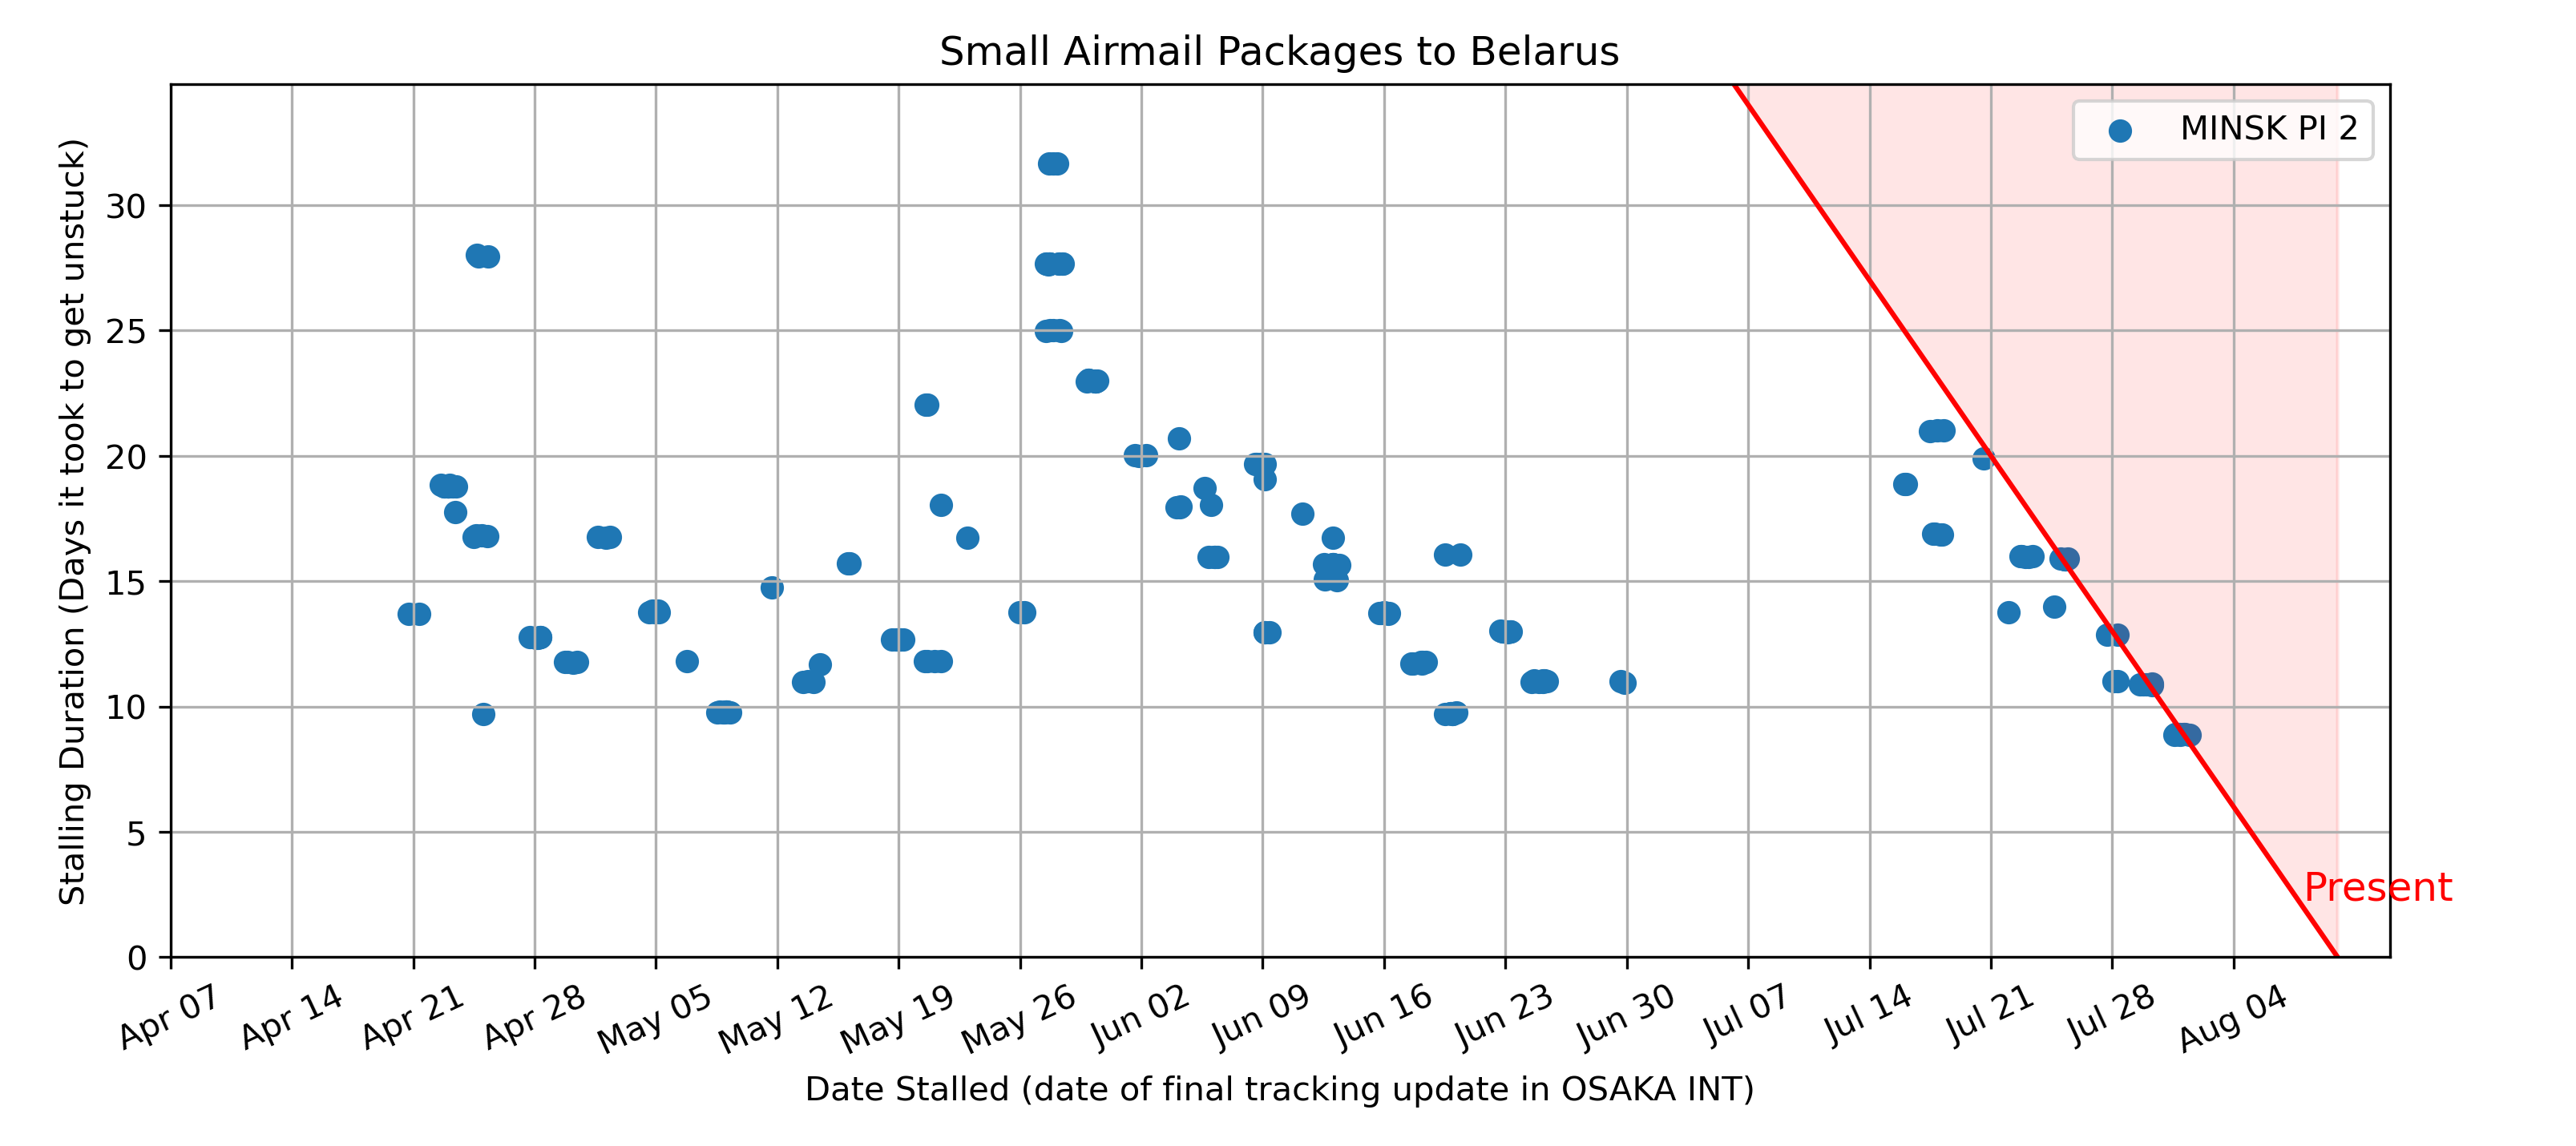 Small Airmail Packages to Belarus
MINSK PI 2
Stalling Duration (Days it took to get unstuck)
30
25
20
15
10
5
0
Present
Apr 07
Apr 14
Apr 21
Apr 28
May 05
May 12
May 19
May 26
Jun 02
Jun 09
Jun 16
Jun 23
Jun 30
Jul 07
Jul 14
Jul 21
Jul 28
Aug 04
Date Stalled (date of final tracking update in OSAKA INT)